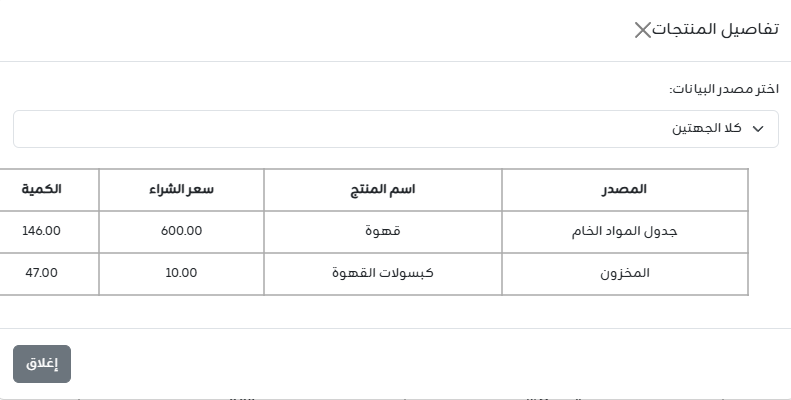 تفاصيل المنتجات
اختر مصدر البيانات:
كلا الجهتين
المصدر اسم المنتج سعر الشراء الكمية
جدول المواد الخام قهوة 600.00 146.00
المخزون كبسولات القهوة 10.00 47.00
إغلاق